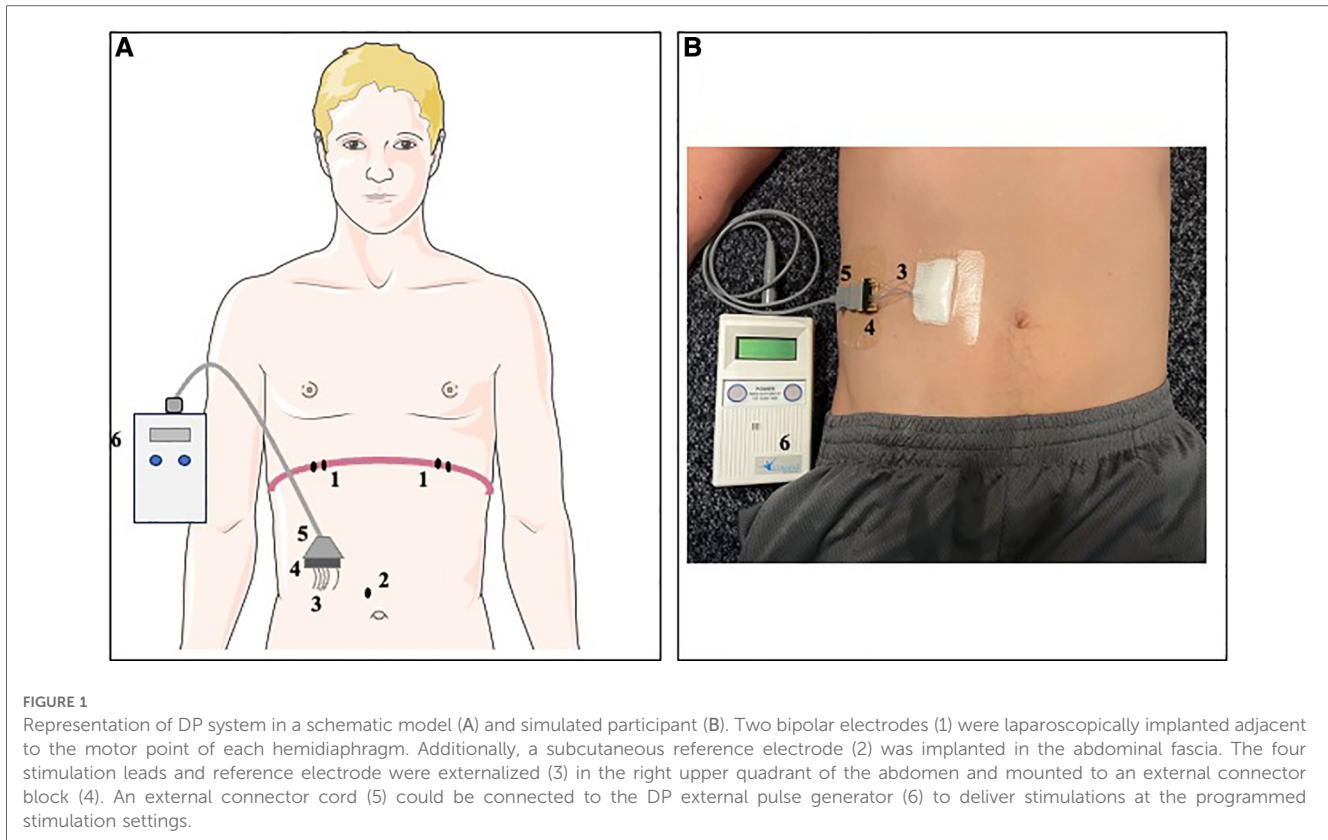 A
B
6
1
1
5
4
2
3
5
3
4
POWER
6
FIGURE 1
Representation of DP system in a schematic model (A) and simulated participant (B). Two bipolar electrodes (1) were laparoscopically implanted adjacent
to the motor point of each hemidiaphragm. Additionally, a subcutaneous reference electrode (2) was implanted in the abdominal fascia. The four
stimulation leads and reference electrode were externalized (3) in the right upper quadrant of the abdomen and mounted to an external connector
block (4). An external connector cord (5) could be connected to the DP external pulse generator (6) to deliver stimulations at the programmed
stimulation settings.